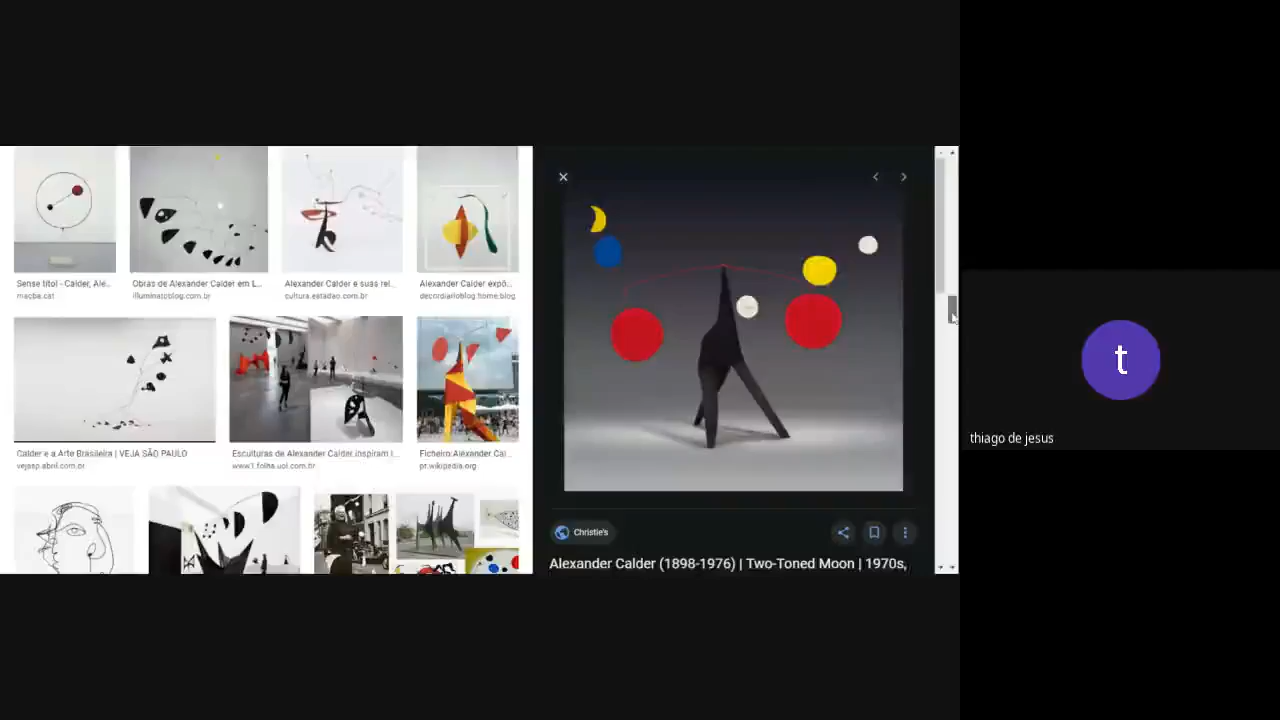 Sense títol - Calder, Ale...
macba.cat
Obras de Alexander Calder em L...
illuminatoblog.com.br
Alexander Calder e suas rel...
cultura.estadao.com.br
Alexander Calder expõ...
decordiarioblog.home.blog
Calder e a Arte Brasileira | VEJA SÃO PAULO
vejasp.abril.com.br
Esculturas de Alexander Calder inspiram i...
www1.folha.uol.com.br
Ficheiro:Alexander Cal...
pt.wikipedia.org
Christie's
Alexander Calder (1898-1976) | Two-Toned Moon | 1970s,
t
thiago de jesus